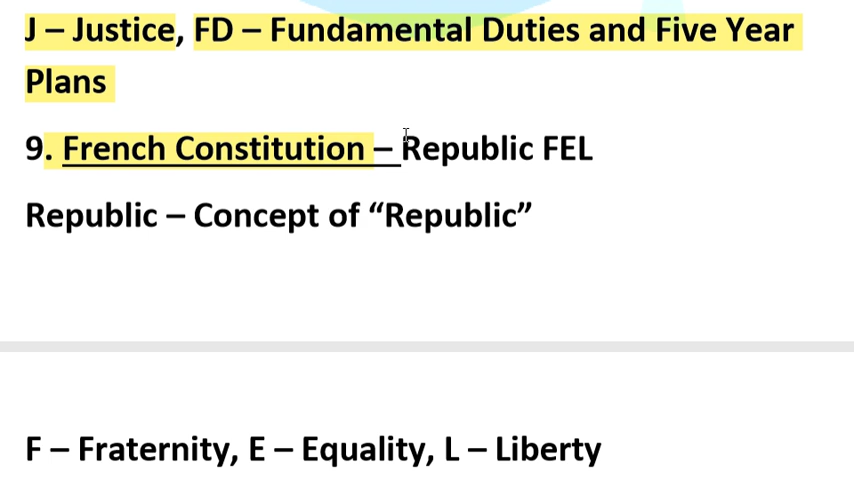 J – Justice, FD – Fundamental Duties and Five Year
Plans
9. French Constitution – Republic FEL
Republic – Concept of “Republic”
F – Fraternity, E – Equality, L – Liberty